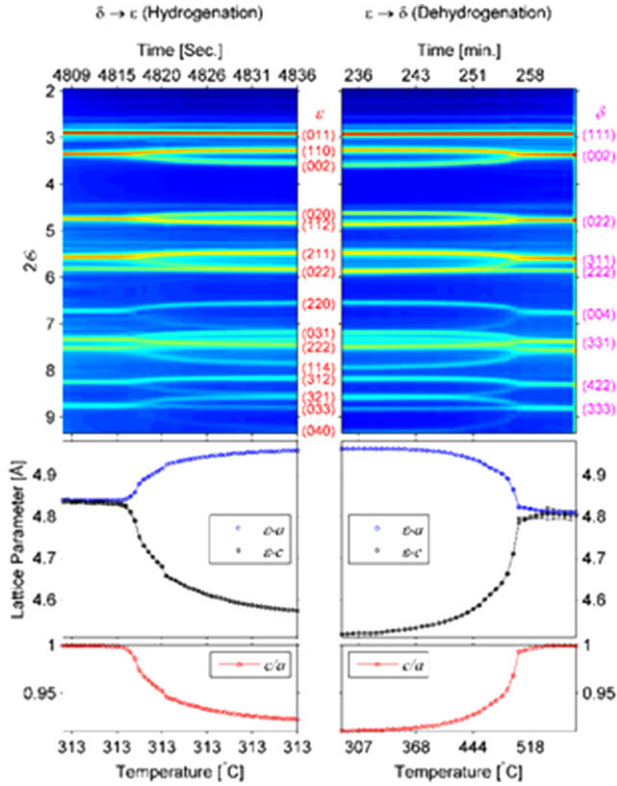 δ → ε (Hydrogenation)
ε → δ (Dehydrogenation)
Time [Sec.]
Time [min.]
4809 4815 4820 4826 4831 4836
236 243 251 258
2
3
4
5
6
7
8
9
2θ
ε
(011)
(110)
(002)
(020)
(112)
(211)
(022)
(220)
(031)
(222)
(114)
(312)
(321)
(033)
(040)
δ
(111)
(002)
(022)
(311)
(222)
(004)
(331)
(422)
(333)
Lattice Parameter [Å]
4.9
4.8
4.7
4.6
ε-a
ε-c
ε-a
ε-c
4.9
4.8
4.7
4.6
1
0.95
c/a
c/a
1
0.95
313 313 313 313 313 313
307 368 444 518
Temperature [°C]
Temperature [°C]